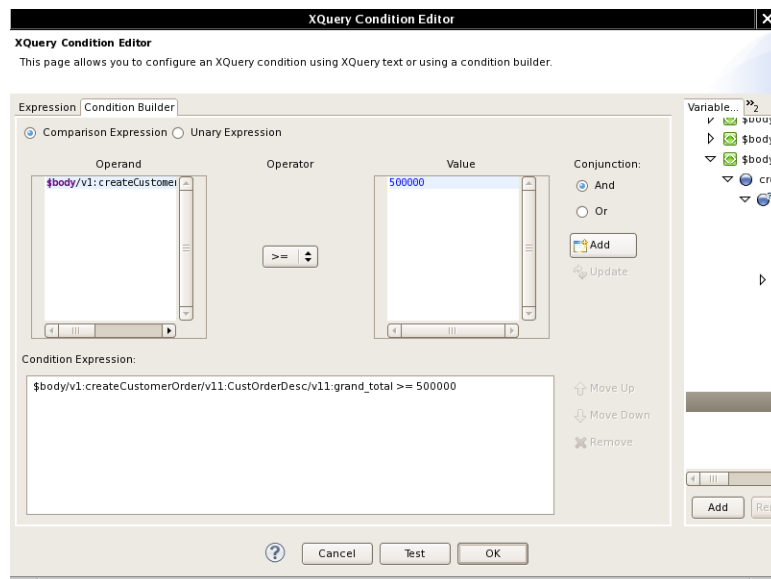 XQuery Condition Editor
XQuery Condition Editor
This page allows you to configure an XQuery condition using XQuery text or using a condition builder.
Expression Condition Builder
Variable... »2
Comparison Expression Unary Expression
$body
Operand Operator Value Conjunction:
$body
$body/v1:createCustomer
500000
And
$body
Or
cr
>=
Add
Update
Condition Expression:
$body/v1:createCustomerOrder/v11:CustOrderDesc/v11:grand_total >= 500000
Move Up
Move Down
Remove
Add Re
? Cancel Test OK